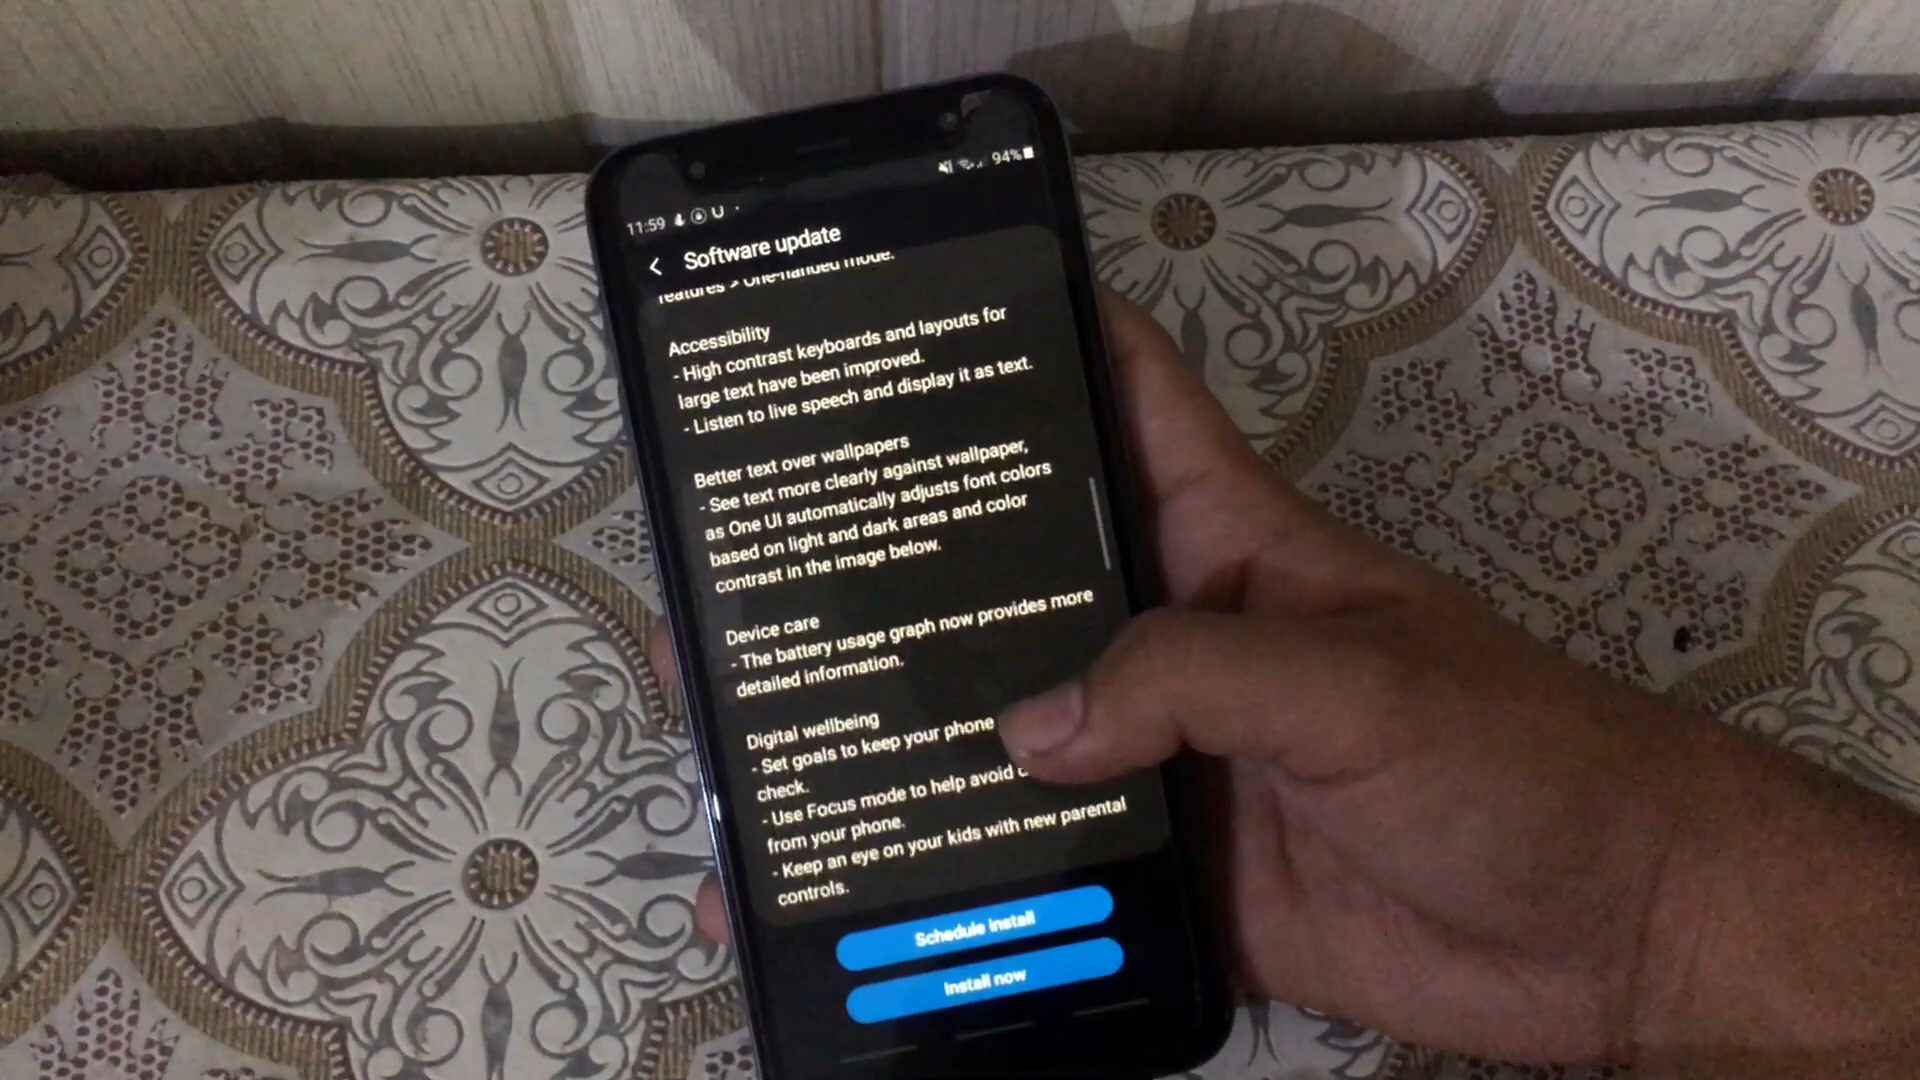 94%
11:59
Software update
features > One-handed mode.
Accessibility
- High contrast keyboards and layouts for
large text have been improved.
- Listen to live speech and display it as text.
Better text over wallpapers
- See text more clearly against wallpaper,
as One UI automatically adjusts font colors
based on light and dark areas and color
contrast in the image below.
Device care
- The battery usage graph now provides more
detailed information.
Digital wellbeing
- Set goals to keep your phone
check.
- Use Focus mode to help avoid
from your phone.
- Keep an eye on your kids with new parental
controls.
Schedule install
Install now